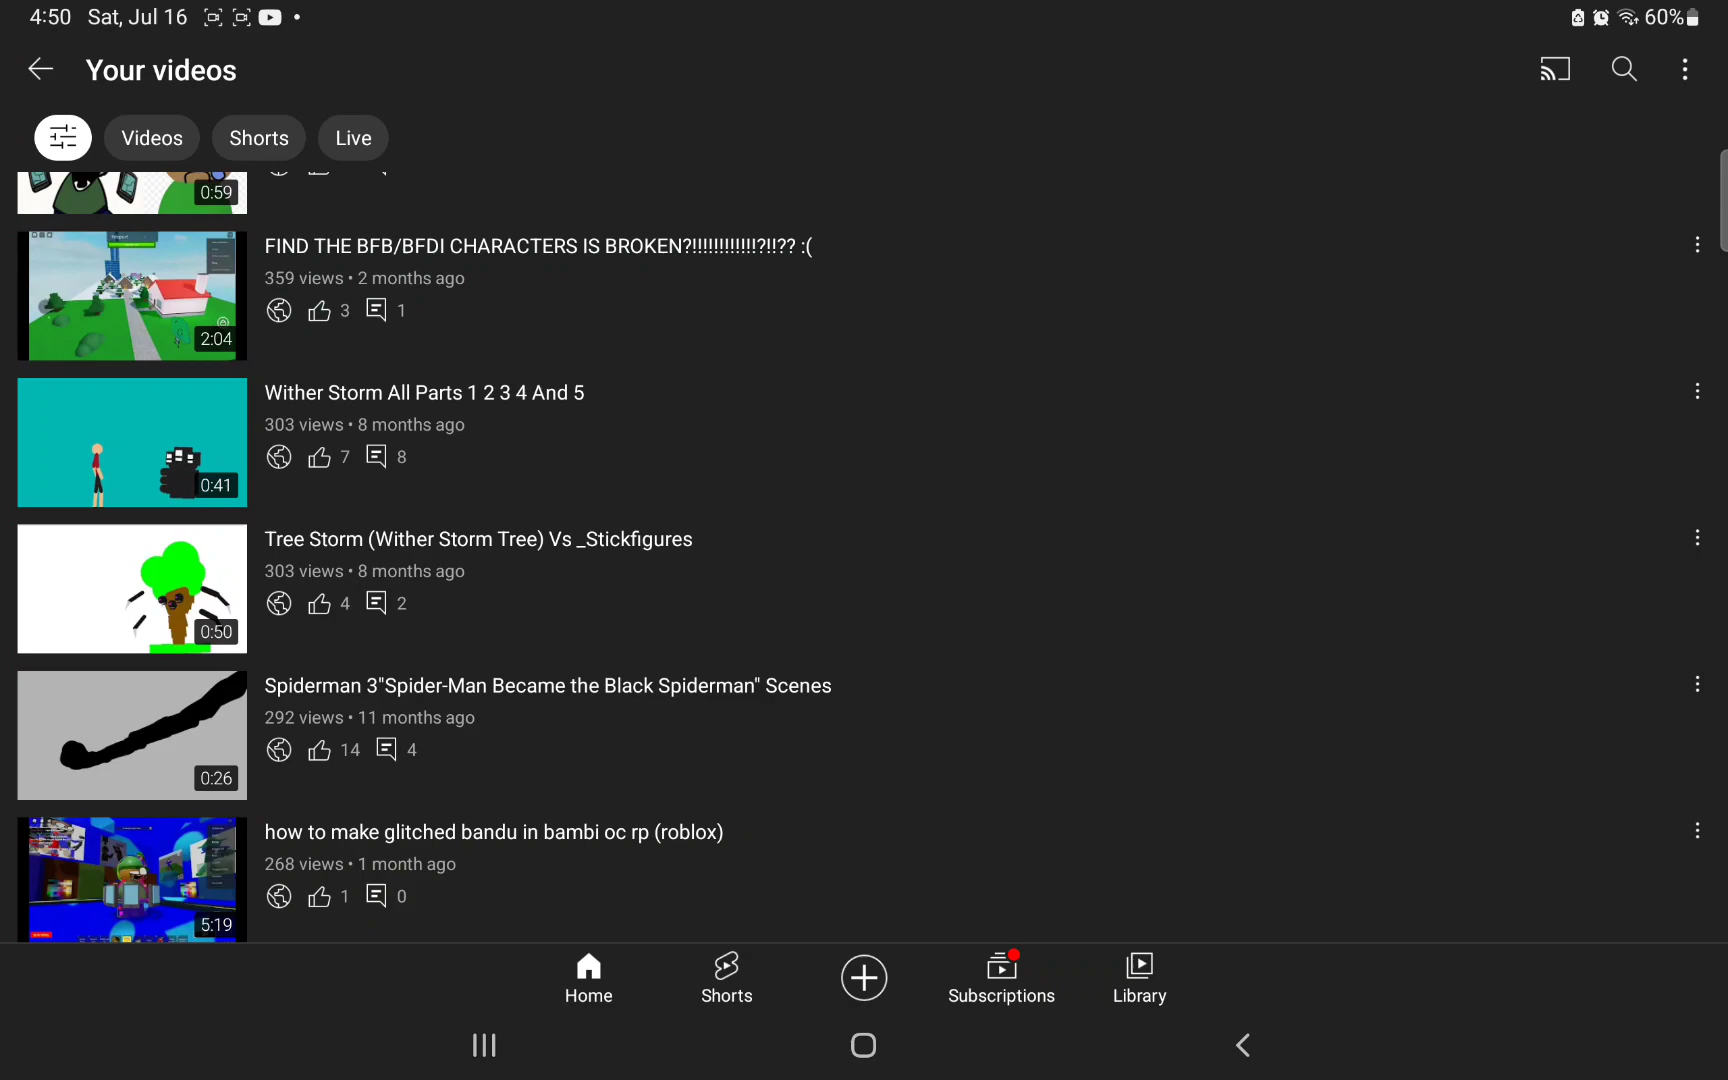 4:50 Sat, Jul 16
60%
Your videos
Videos
Shorts
Live
0:59
FIND THE BFB/BFDI CHARACTERS IS BROKEN?!!!!!!!!!!!!?!!?? :(
359 views • 2 months ago
3
1
2:04
Wither Storm All Parts 1 2 3 4 And 5
303 views • 8 months ago
7
8
0:41
Tree Storm (Wither Storm Tree) Vs _Stickfigures
303 views • 8 months ago
4
2
0:50
Spiderman 3"Spider-Man Became the Black Spiderman" Scenes
292 views • 11 months ago
14
4
0:26
how to make glitched bandu in bambi oc rp (roblox)
268 views • 1 month ago
1
0
5:19
Home
Shorts
Subscriptions
Library